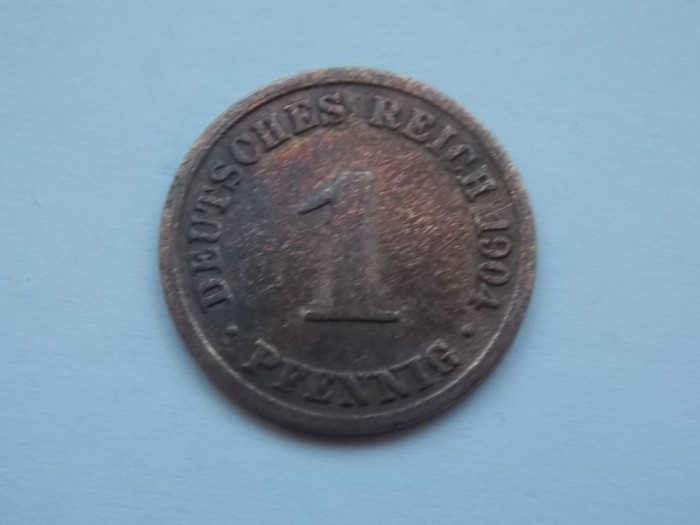 DEUTSCHES REICH 1904
1
PFENNIG